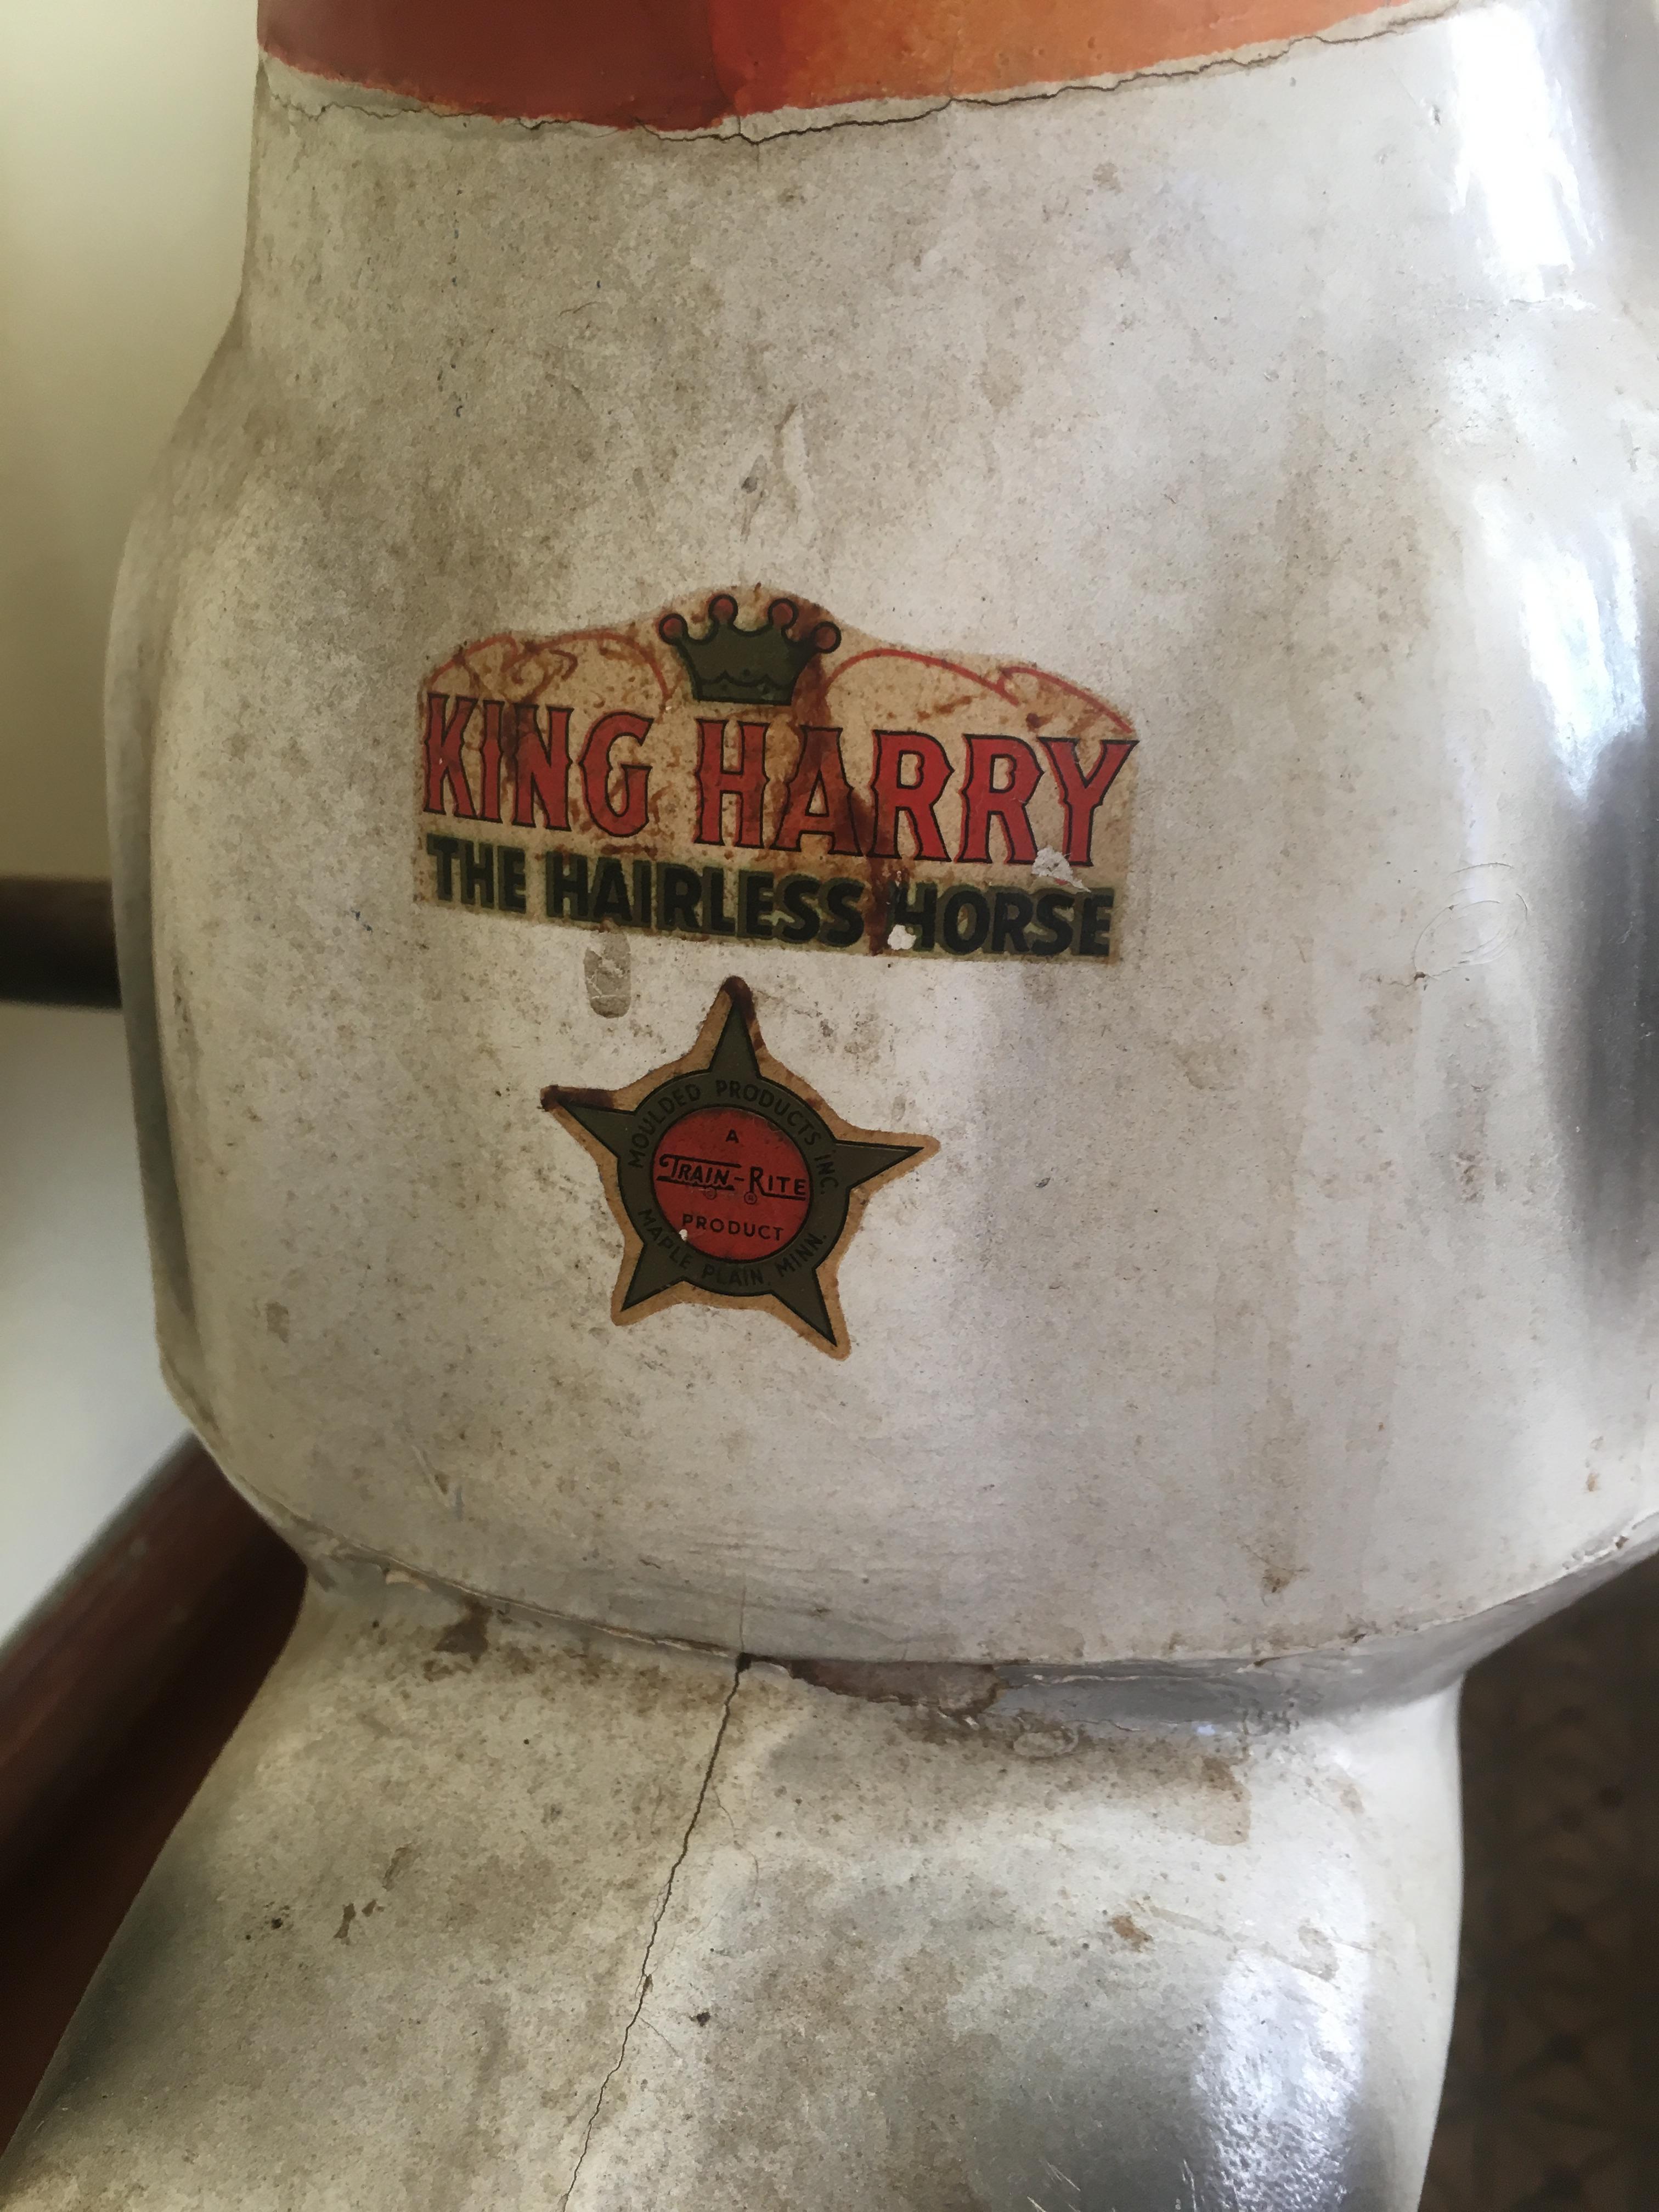 KING HARRY
THE HAIRLESS HORSE
MOULDED PRODUCTS INC.
A
TRAIN-RITE
®
PRODUCT
MAPLE PLAIN, MINN.